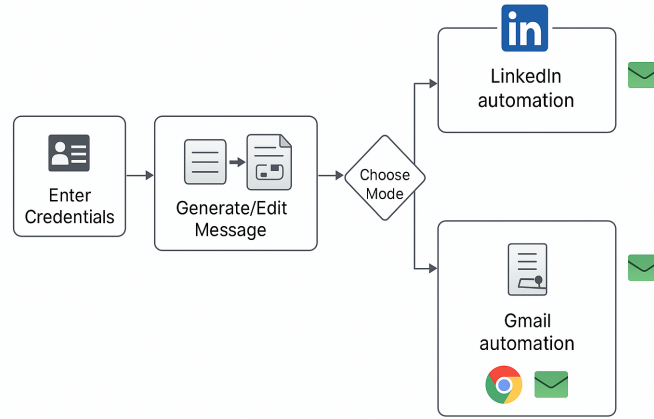 Enter
Credentials
Generate/Edit
Message
Choose
Mode
in
LinkedIn
automation
Gmail
automation